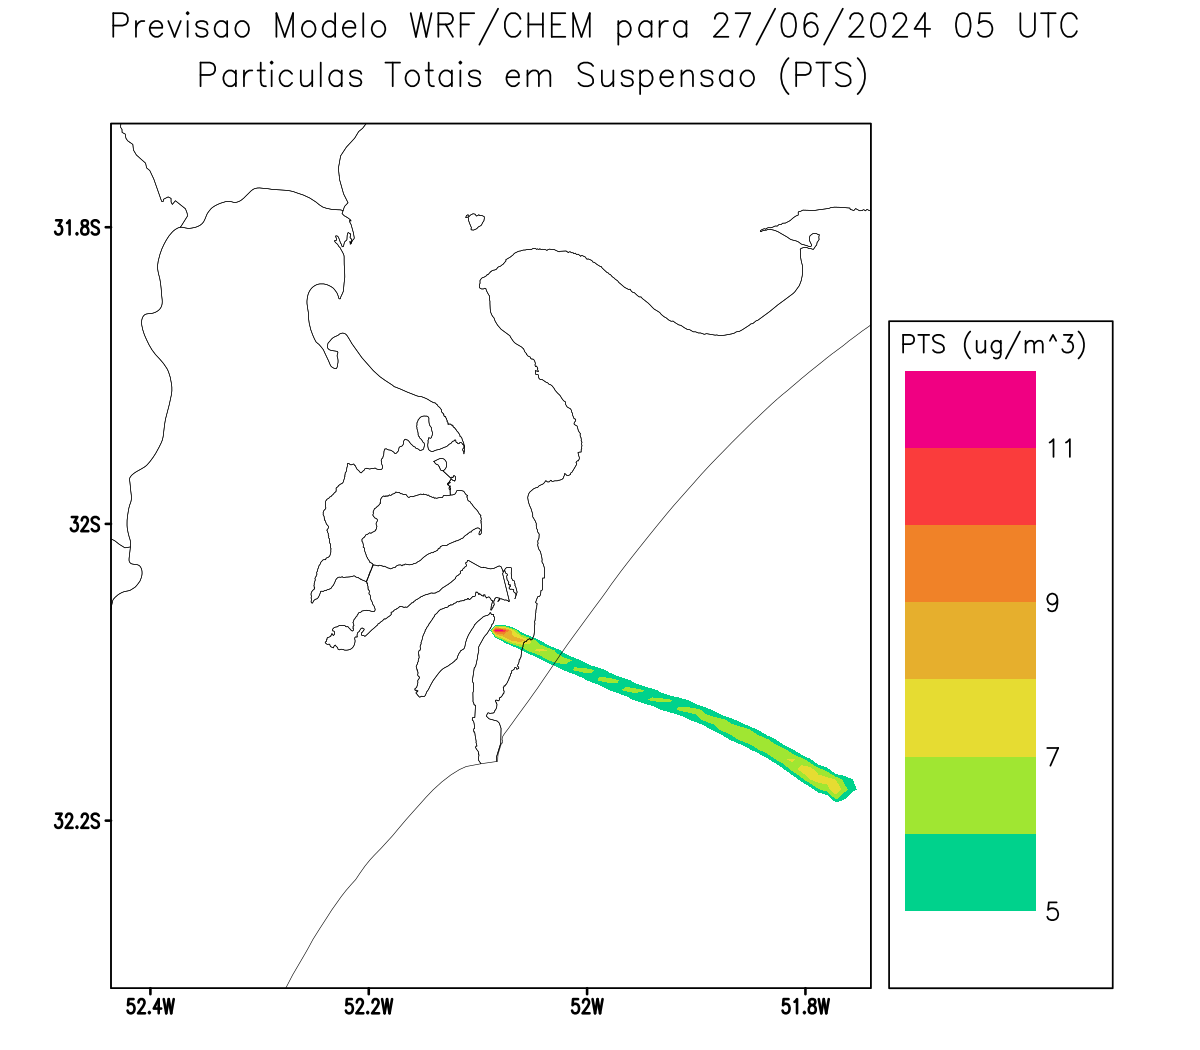 Previsao Modelo WRF/CHEM para 27/06/2024 05 UTC
Particulas Totais em Suspensao (PTS)
31.8S
32S
32.2S
52.4W
52.2W
52W
51.8W
PTS (ug/m^3)
11
9
7
5